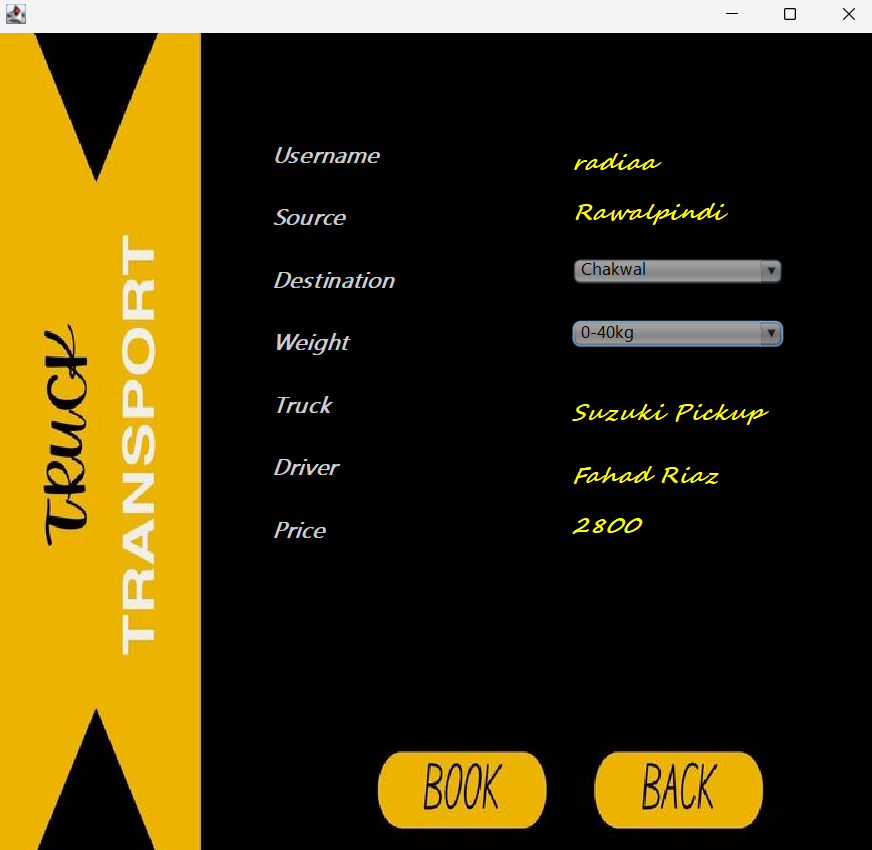 TRUCK
TRANSPORT
Username radiaa
Source Rawalpindi
Destination Chakwal
Weight 0-40kg
Truck Suzuki Pickup
Driver Fahad Riaz
Price 2800
BOOK BACK